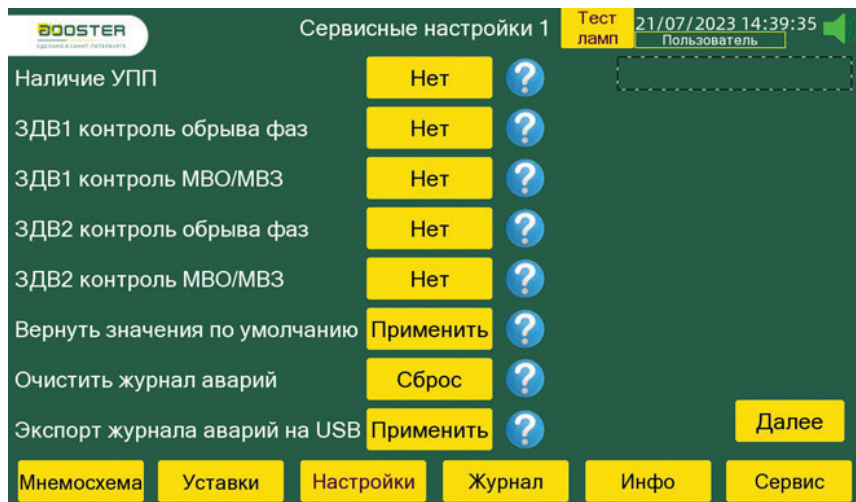 BOOSTER
СДЕЛАНО В САНКТ-ПЕТЕРБУРГЕ
Сервисные настройки 1
Тест
ламп
21/07/2023 14:39:35
Пользователь
Наличие УПП Нет ?
ЗДВ1 контроль обрыва фаз Нет ?
ЗДВ1 контроль МВО/МВЗ Нет ?
ЗДВ2 контроль обрыва фаз Нет ?
ЗДВ2 контроль МВО/МВЗ Нет ?
Вернуть значения по умолчанию Применить ?
Очистить журнал аварий Сброс ?
Экспорт журнала аварий на USB Применить ?
Далее
Мнемосхема Уставки Настройки Журнал Инфо Сервис